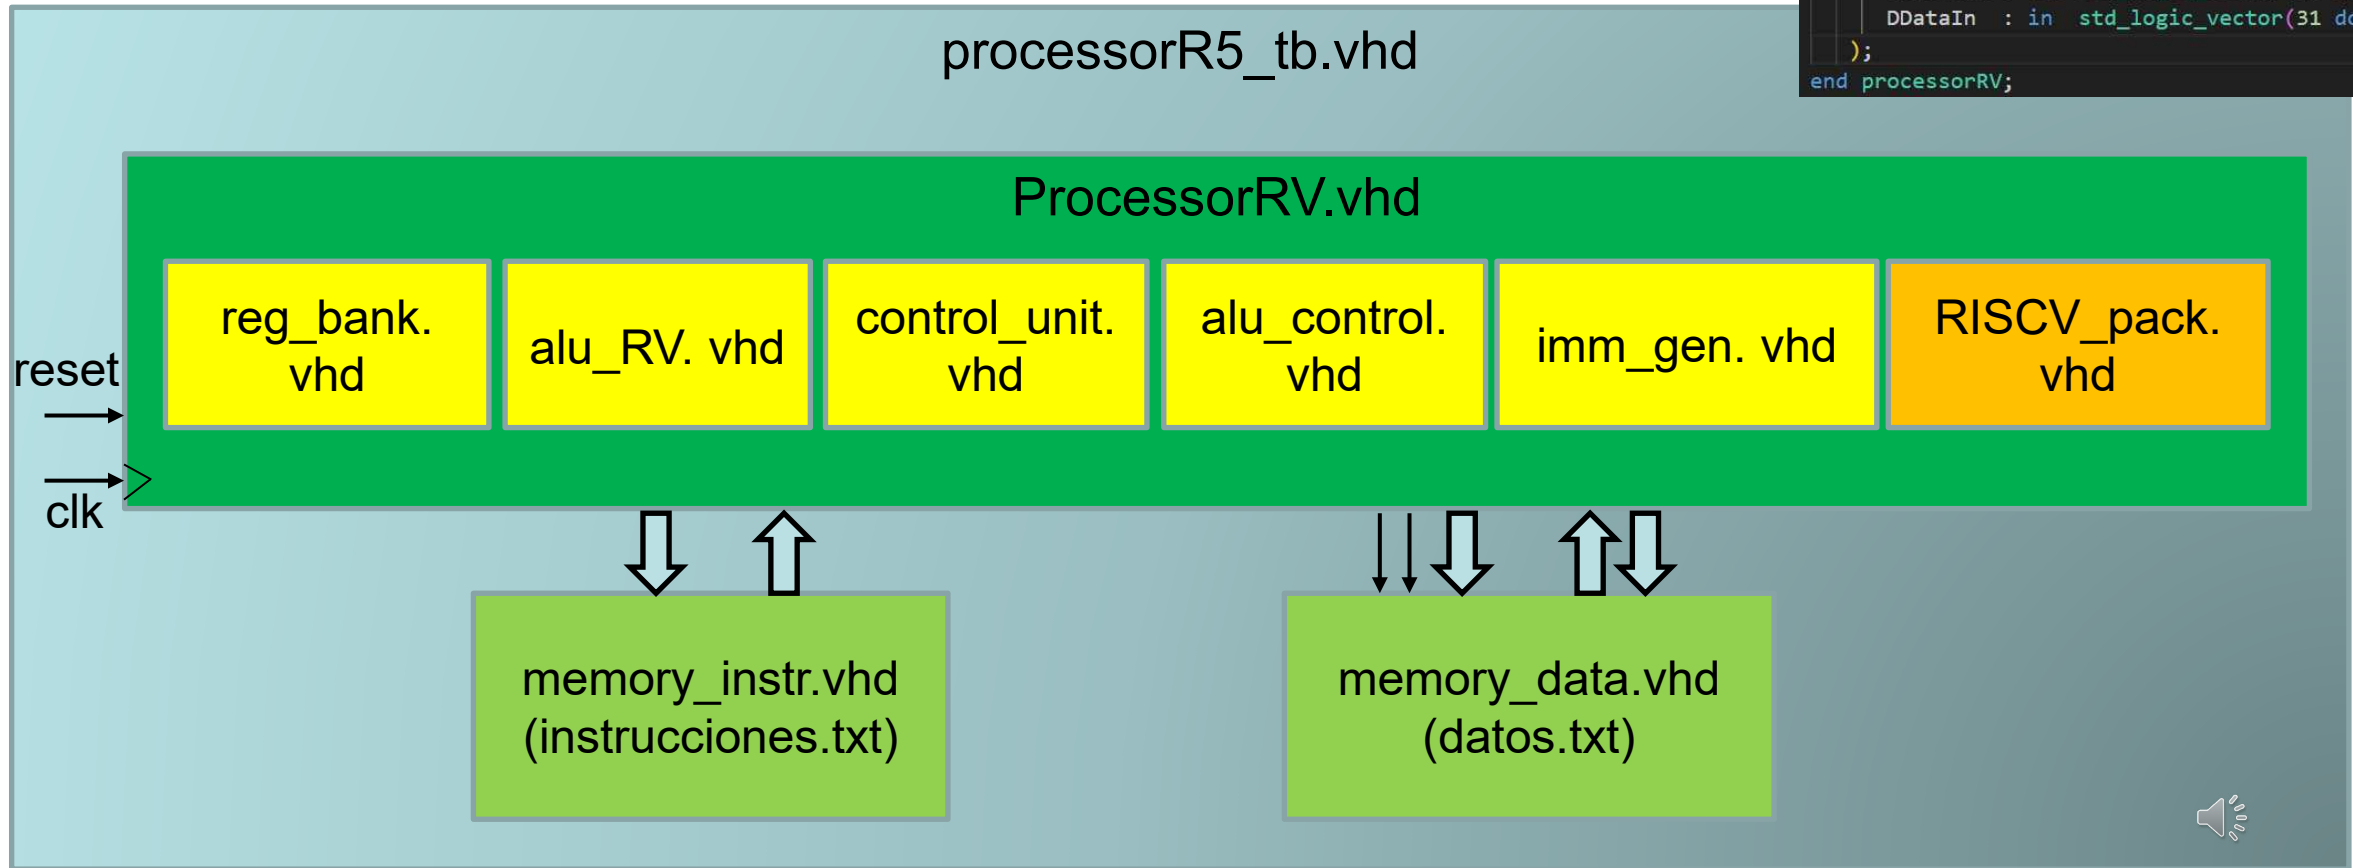 DDataIn : in std_logic_vector(31
);
end processorRV;
processorR5_tb.vhd
ProcessorRV.vhd
reg_bank.
vhd
alu_RV. vhd
control_unit.
vhd
alu_control.
vhd
imm_gen. vhd
RISCV_pack.
vhd
reset
clk
memory_instr.vhd
(instrucciones.txt)
memory_data.vhd
(datos.txt)